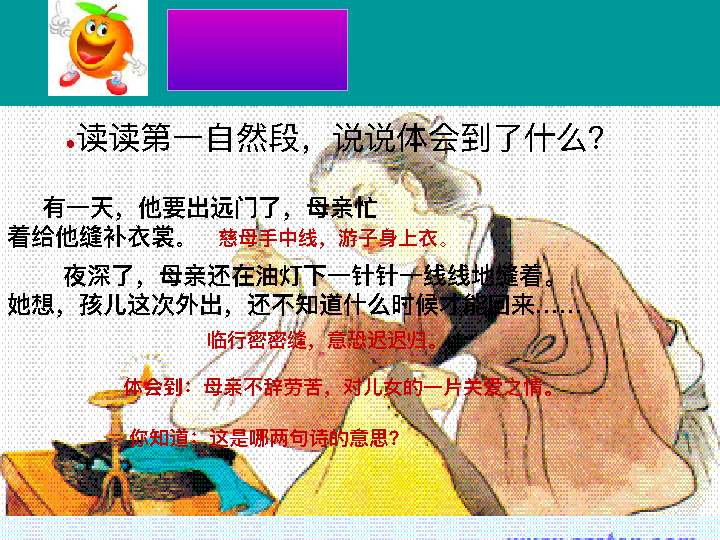 •读读第一自然段，说说体会到了什么?
有一天，他要出远门了，母亲忙
着给他缝补衣裳。 慈母手中线，游子身上衣。
夜深了，母亲还在油灯下一针针一线线地缝着。
她想，孩儿这次外出，还不知道什么时候才能回来……
临行密密缝，意恐迟迟归。
体会到：母亲不辞劳苦，对儿女的一片关爱之情。
你知道：这是哪两句诗的意思?